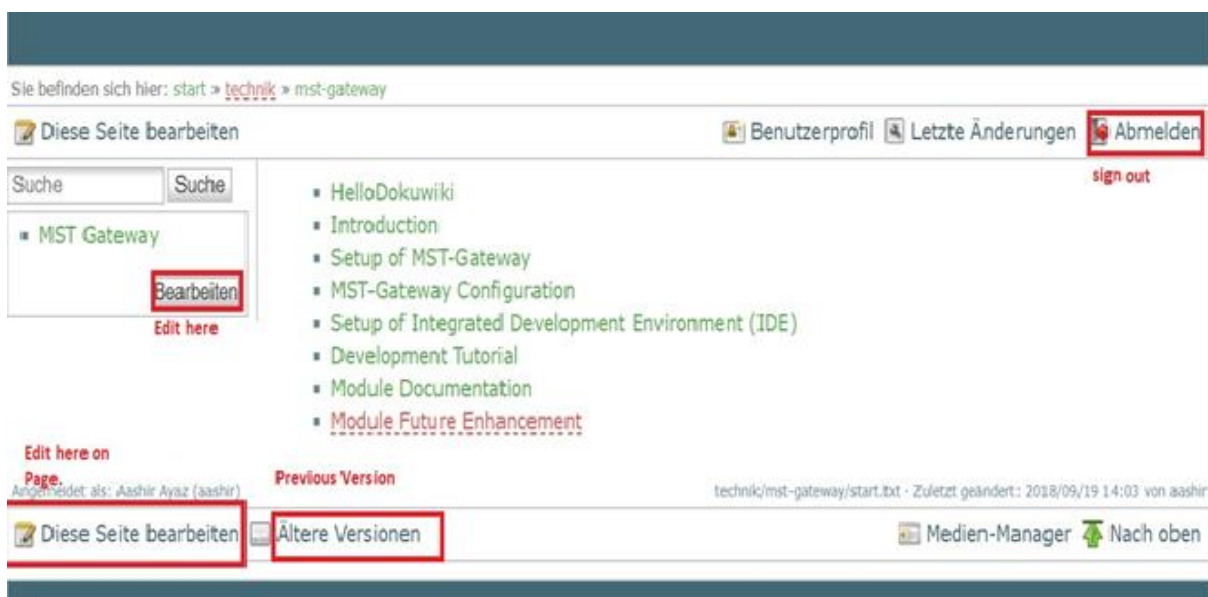 Sie befinden sich hier: start » technik » mst-gateway
Diese Seite bearbeiten
Benutzerprofil Letzte Änderungen Abmelden
sign out
Suche Suche
MST Gateway
Bearbeiten
Edit here
HelloDokuwiki
Introduction
Setup of MST-Gateway
MST-Gateway Configuration
Setup of Integrated Development Environment (IDE)
Development Tutorial
Module Documentation
Module Future Enhancement
Edit here on
Page.
Previous Version
Angemeldet als: Aashir Ayaz (aashir)
technik/mst-gateway/start.txt · Zuletzt geändert: 2018/09/19 14:03 von aashir
Diese Seite bearbeiten Ältere Versionen Medien-Manager Nach oben